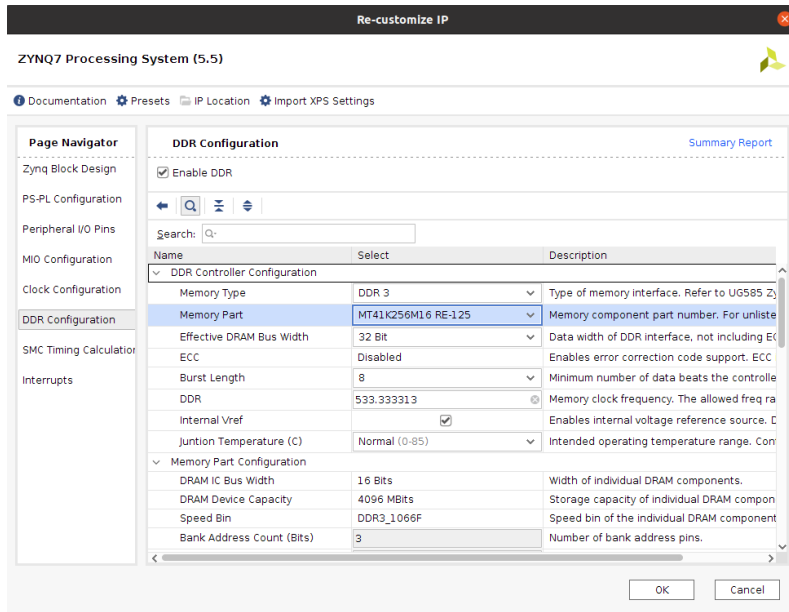 Re-customize IP
ZYNQ7 Processing System (5.5)
Documentation Presets IP Location Import XPS Settings
Page Navigator
Zynq Block Design
PS-PL Configuration
Peripheral I/O Pins
MIO Configuration
Clock Configuration
DDR Configuration
SMC Timing Calculation
Interrupts
DDR Configuration Summary Report
Enable DDR
Search:
Name Select Description
DDR Controller Configuration
Memory Type DDR 3 Type of memory interface. Refer to UG585 Zy
Memory Part MT41K256M16 RE-125 Memory component part number. For unliste
Effective DRAM Bus Width 32 Bit Data width of DDR interface, not including EC
ECC Disabled Enables error correction code support. ECC
Burst Length 8 Minimum number of data beats the controlle
DDR 533.333313 Memory clock frequency. The allowed freq ra
Internal Vref Enables internal voltage reference source. D
Juntion Temperature (C) Normal (0-85) Intended operating temperature range. Con
Memory Part Configuration
DRAM IC Bus Width 16 Bits Width of individual DRAM components.
DRAM Device Capacity 4096 MBits Storage capacity of individual DRAM compon
Speed Bin DDR3_1066F Speed bin of the individual DRAM component
Bank Address Count (Bits) 3 Number of bank address pins.
OK Cancel